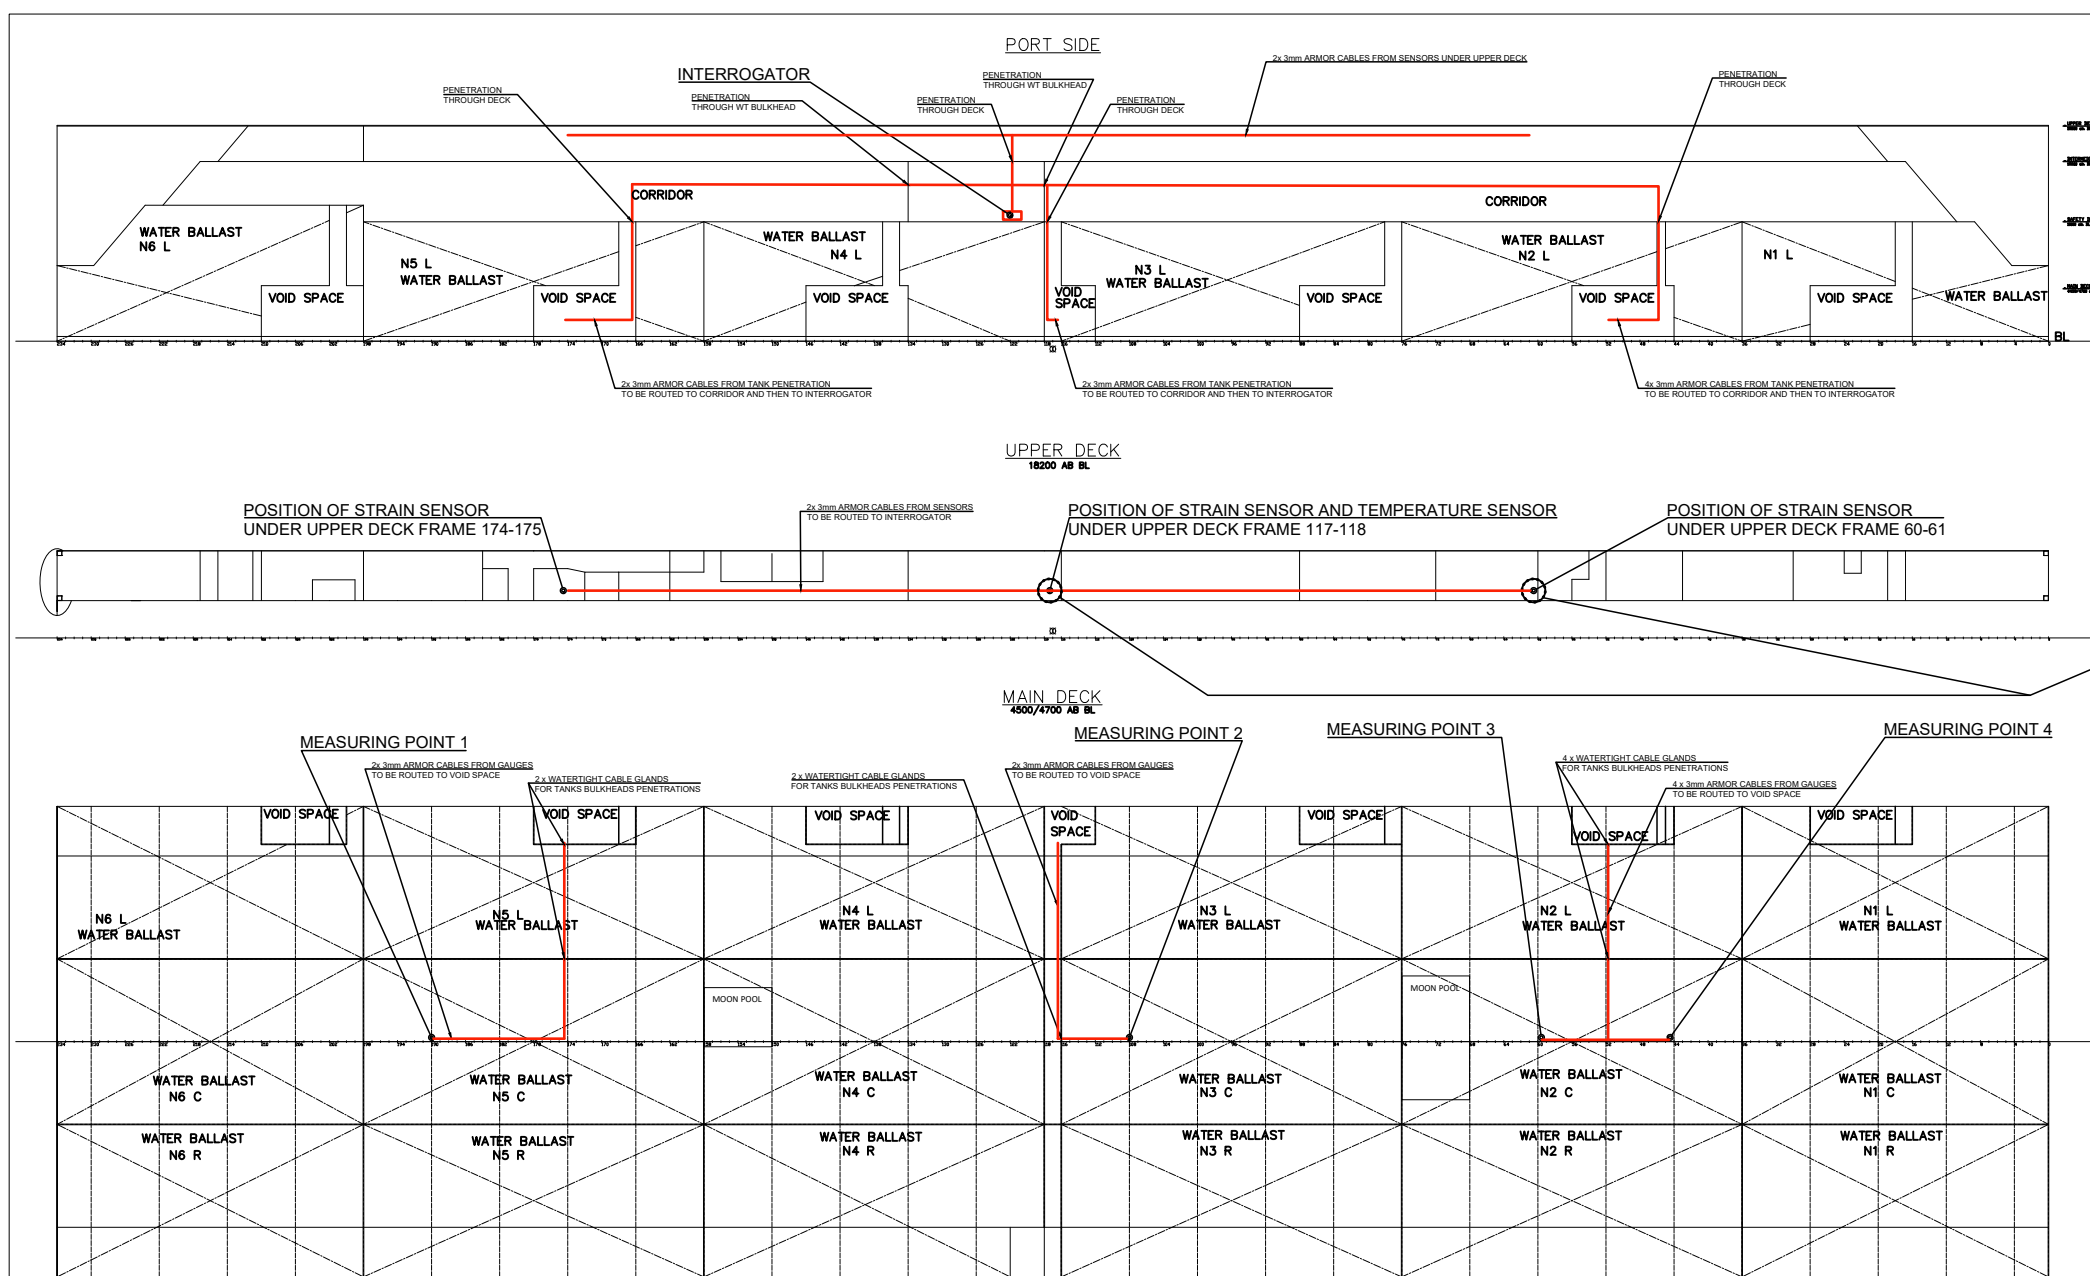 PORT SIDE
2x 3mm ARMOR CABLES FROM SENSORS UNDER UPPER DECK
INTERROGATOR
PENETRATION
THROUGH WT BULKHEAD
PENETRATION
THROUGH DECK
PENETRATION
THROUGH DECK
PENETRATION
THROUGH WT BULKHEAD
PENETRATION
THROUGH DECK
PENETRATION
THROUGH DECK
CORRIDOR
CORRIDOR
WATER BALLAST
N6 L
N5 L
WATER BALLAST
WATER BALLAST
N4 L
N3 L
WATER BALLAST
WATER BALLAST
N2 L
N1 L
WATER BALLAST
VOID SPACE
VOID SPACE
VOID SPACE
VOID
SPACE
VOID SPACE
VOID SPACE
VOID SPACE
BL
2x 3mm ARMOR CABLES FROM TANK PENETRATION
TO BE ROUTED TO CORRIDOR AND THEN TO INTERROGATOR
2x 3mm ARMOR CABLES FROM TANK PENETRATION
TO BE ROUTED TO CORRIDOR AND THEN TO INTERROGATOR
4x 3mm ARMOR CABLES FROM TANK PENETRATION
TO BE ROUTED TO CORRIDOR AND THEN TO INTERROGATOR
UPPER DECK
18200 AB BL
POSITION OF STRAIN SENSOR
UNDER UPPER DECK FRAME 174-175
2x 3mm ARMOR CABLES FROM SENSORS
TO BE ROUTED TO INTERROGATOR
POSITION OF STRAIN SENSOR AND TEMPERATURE SENSOR
UNDER UPPER DECK FRAME 117-118
POSITION OF STRAIN SENSOR
UNDER UPPER DECK FRAME 60-61
MAIN DECK
4500/4700 AB BL
MEASURING POINT 1
MEASURING POINT 2
MEASURING POINT 3
MEASURING POINT 4
2x 3mm ARMOR CABLES FROM GAUGES
TO BE ROUTED TO VOID SPACE
2 x WATERTIGHT CABLE GLANDS
FOR TANKS BULKHEADS PENETRATIONS
2 x WATERTIGHT CABLE GLANDS
FOR TANKS BULKHEADS PENETRATIONS
2x 3mm ARMOR CABLES FROM GAUGES
TO BE ROUTED TO VOID SPACE
4 x WATERTIGHT CABLE GLANDS
FOR TANKS BULKHEADS PENETRATIONS
4 x 3mm ARMOR CABLES FROM GAUGES
TO BE ROUTED TO VOID SPACE
VOID SPACE
VOID SPACE
VOID SPACE
VOID
SPACE
VOID SPACE
VOID SPACE
VOID SPACE
N6 L
WATER BALLAST
N5 L
WATER BALLAST
N4 L
WATER BALLAST
N3 L
WATER BALLAST
N2 L
WATER BALLAST
N1 L
WATER BALLAST
MOON POOL
MOON POOL
WATER BALLAST
N6 C
WATER BALLAST
N5 C
WATER BALLAST
N4 C
WATER BALLAST
N3 C
WATER BALLAST
N2 C
WATER BALLAST
N1 C
WATER BALLAST
N6 R
WATER BALLAST
N5 R
WATER BALLAST
N4 R
WATER BALLAST
N3 R
WATER BALLAST
N2 R
WATER BALLAST
N1 R